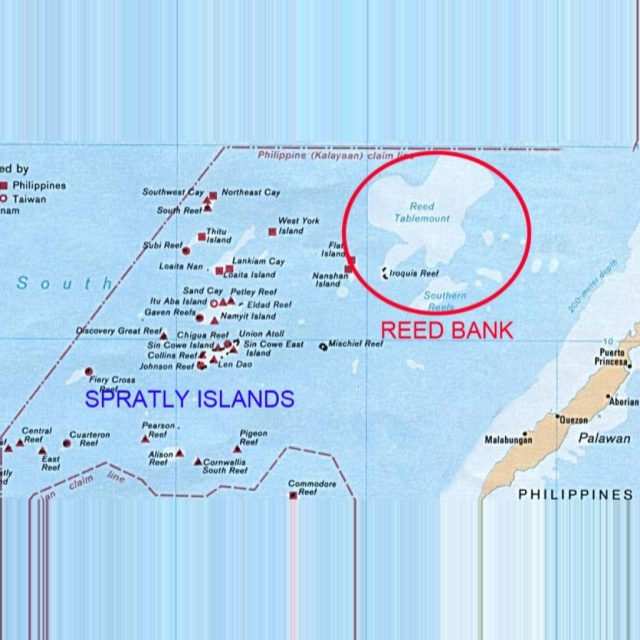 ed by
Philippines
Taiwan
nam
Philippine (Kalayaan) claim line
Southwest Cay
Northeast Cay
South Reef
Reed
Tablemount
West York
Island
Thitu
Island
Subi Reef
Flat
Island
Lankiam Cay
Loaita Nan
Loaita Island
Nanshan
Island
Iroquis Reef
South
200-meter depth
Sand Cay
Petley Reef
Itu Aba Island
Eldad Reef
Southern
Reefs
Gaven Reefs
Namyit Island
REED BANK
Discovery Great Reef
Chigua Reef
Union Atoll
Sin Cowe Island
Sin Cowe East
Island
Mischief Reef
10
Collins Reef
Johnson Reef
Len Dao
Puerto
Princesa
Fiery Cross
Reef
SPRATLY ISLANDS
Aborlan
Quezon
Central
Reef
Cuarteron
Reef
Pearson
Reef
Pigeon
Reef
Malabungan
Palawan
East
Reef
Alison
Reef
Cornwallis
South Reef
Commodore
Reef
an claim line
PHILIPPINES